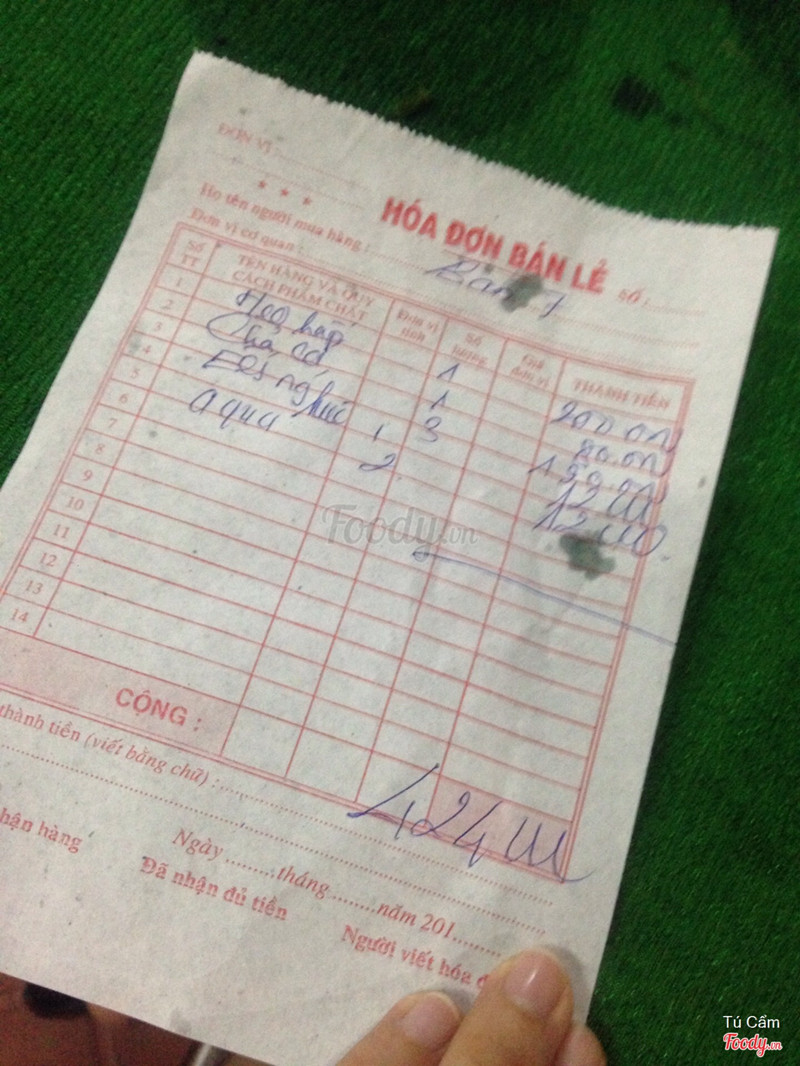 ĐƠN VỊ :
* * *
HÓA ĐƠN BÁN LẺ
Họ tên người mua hàng : Bàn 7
SỐ :
Đơn vị cơ quan :
Số TT
TÊN HÀNG VÀ QUY CÁCH PHẨM CHẤT
Đơn vị tính
Số lượng
Giá đơn vị
THÀNH TIỀN
1 hấp 1 200.000
2 Chả cá 1 80.000
3 3
4 1 12
5 aqua 2 12
6
7
8
9
10
11
12
13
14
Foody.vn
CỘNG :
424
thành tiền (viết bằng chữ) :
Ngày tháng năm 201
nhận hàng
Đã nhận đủ tiền
Người viết hóa đ
Tú Cẩm
Foody.vn